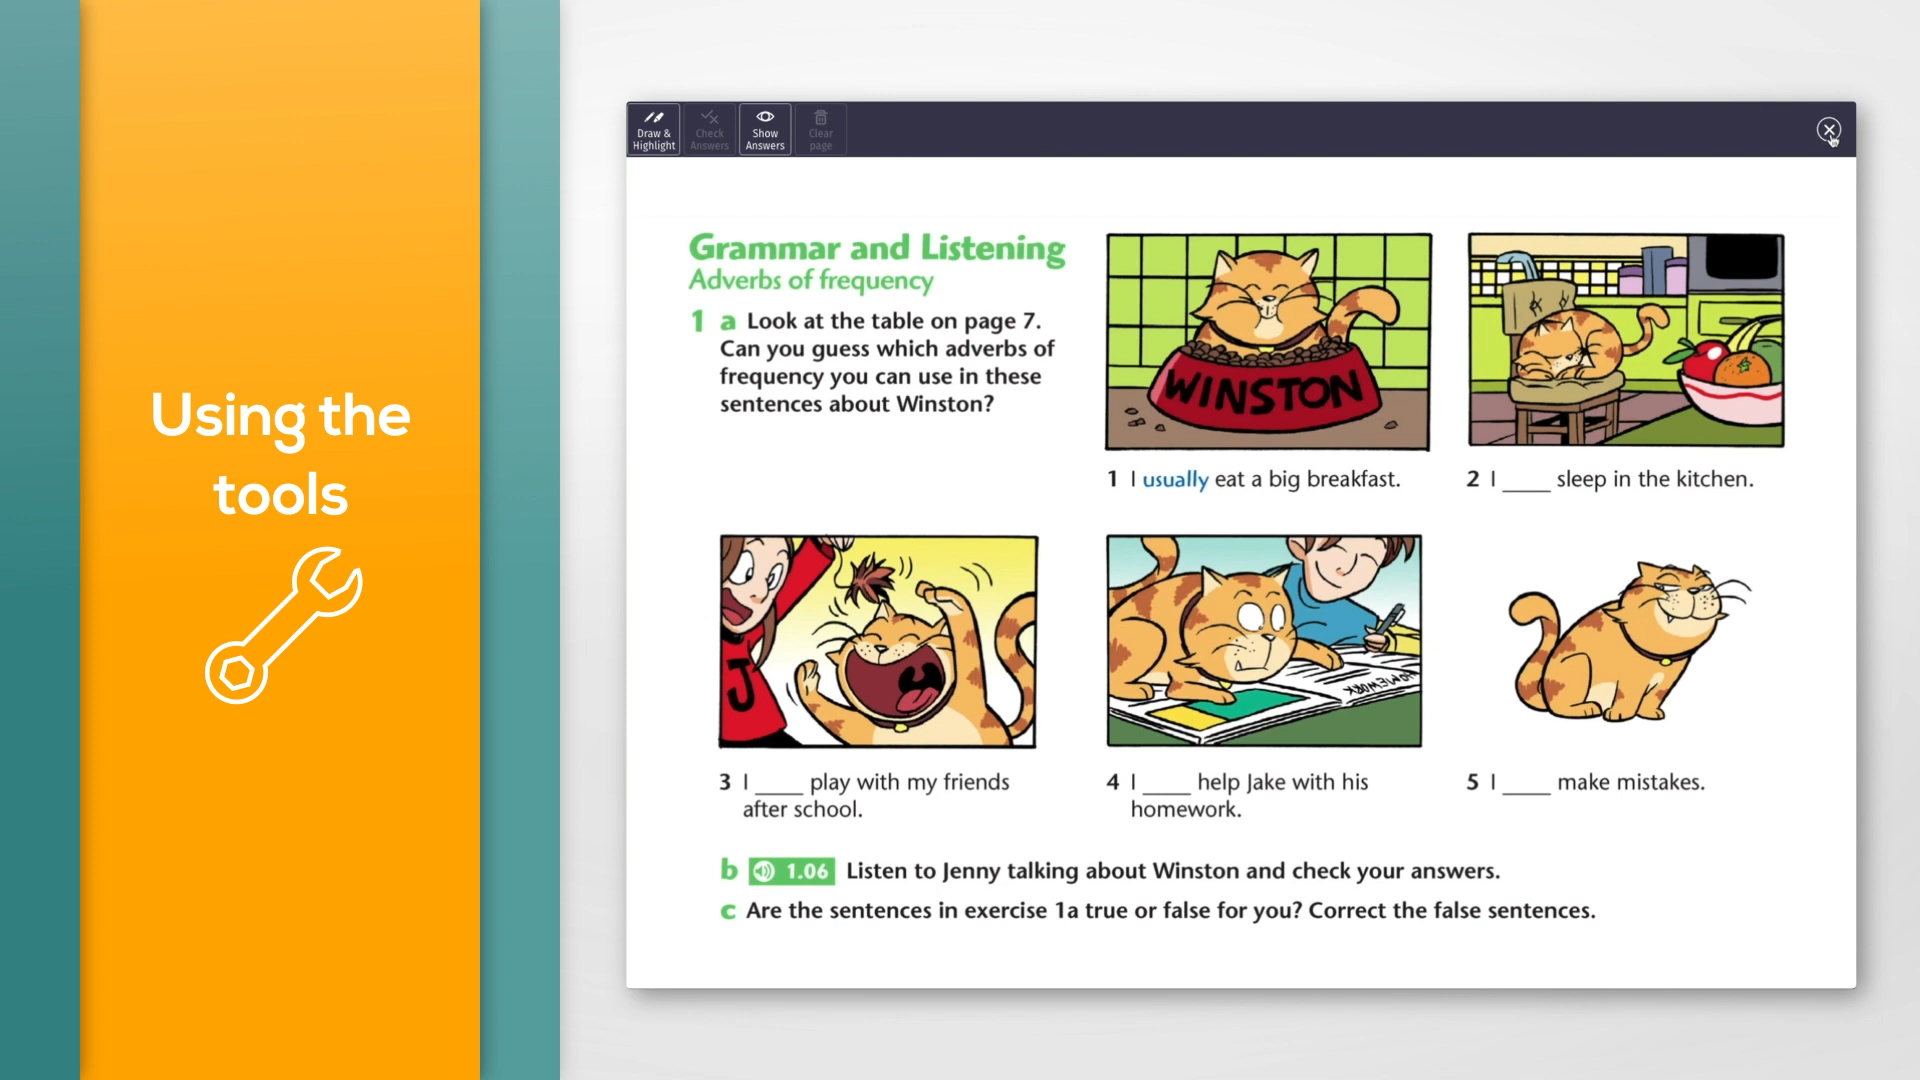 Using the
tools
Draw &
Highlight
Check
Answers
Show
Answers
Clear
page
Grammar and Listening
Adverbs of frequency
1 a Look at the table on page 7.
Can you guess which adverbs of
frequency you can use in these
sentences about Winston?
WINSTON
1 I usually eat a big breakfast.
2 I ____ sleep in the kitchen.
J
HOMEWORK
3 I ____ play with my friends
after school.
4 I ____ help Jake with his
homework.
5 I ____ make mistakes.
b 1.06 Listen to Jenny talking about Winston and check your answers.
c Are the sentences in exercise 1a true or false for you? Correct the false sentences.